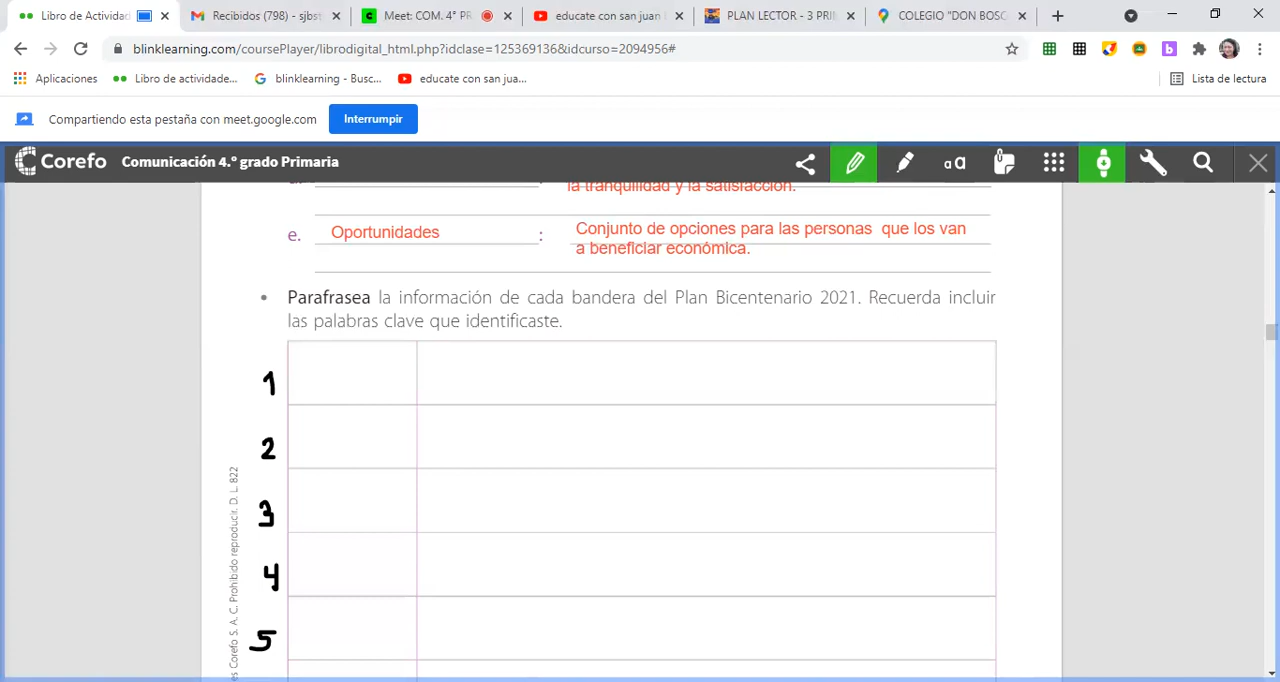 Libro de Actividad
Recibidos (798) - sjbst
Meet: COM. 4° PR
educate con san juan
PLAN LECTOR - 3 PRI
COLEGIO "DON BOSC
blinklearning.com/coursePlayer/librodigital_html.php?idclase=125369136&idcurso=2094956#
Aplicaciones
Libro de actividade...
blinklearning - Busc...
educate con san jua...
Lista de lectura
Compartiendo esta pestaña con meet.google.com
Interrumpir
Corefo
Comunicación 4.º grado Primaria
aa
la tranquilidad y la satisfacción.
e. Oportunidades : Conjunto de opciones para las personas que los van
a beneficiar económica.
• Parafrasea la información de cada bandera del Plan Bicentenario 2021. Recuerda incluir
las palabras clave que identificaste.
1
2
3
4
5
es Corefo S. A. C. Prohibido reproducir. D. L. 822